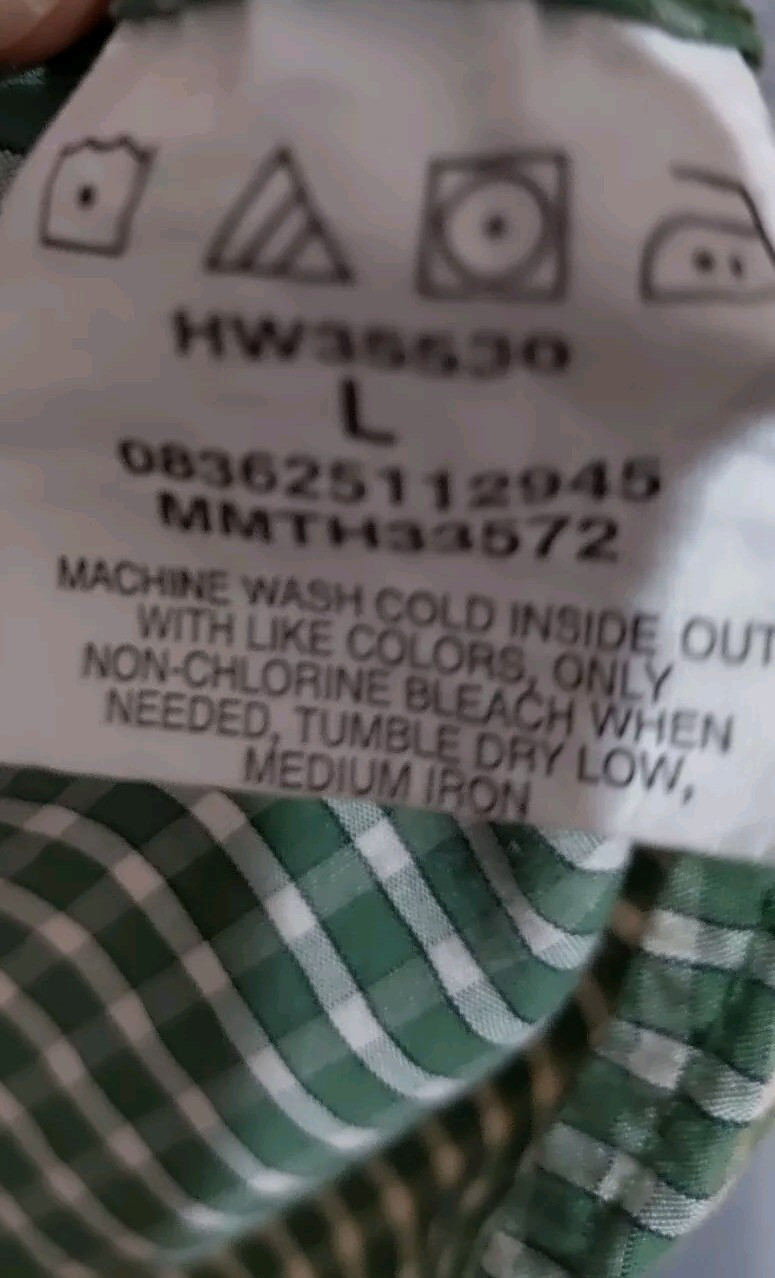 HW35530
L
083625112945
MMTH33572
MACHINE WASH COLD INSIDE OUT
WITH LIKE COLORS, ONLY
NON-CHLORINE BLEACH WHEN
NEEDED, TUMBLE DRY LOW,
MEDIUM IRON